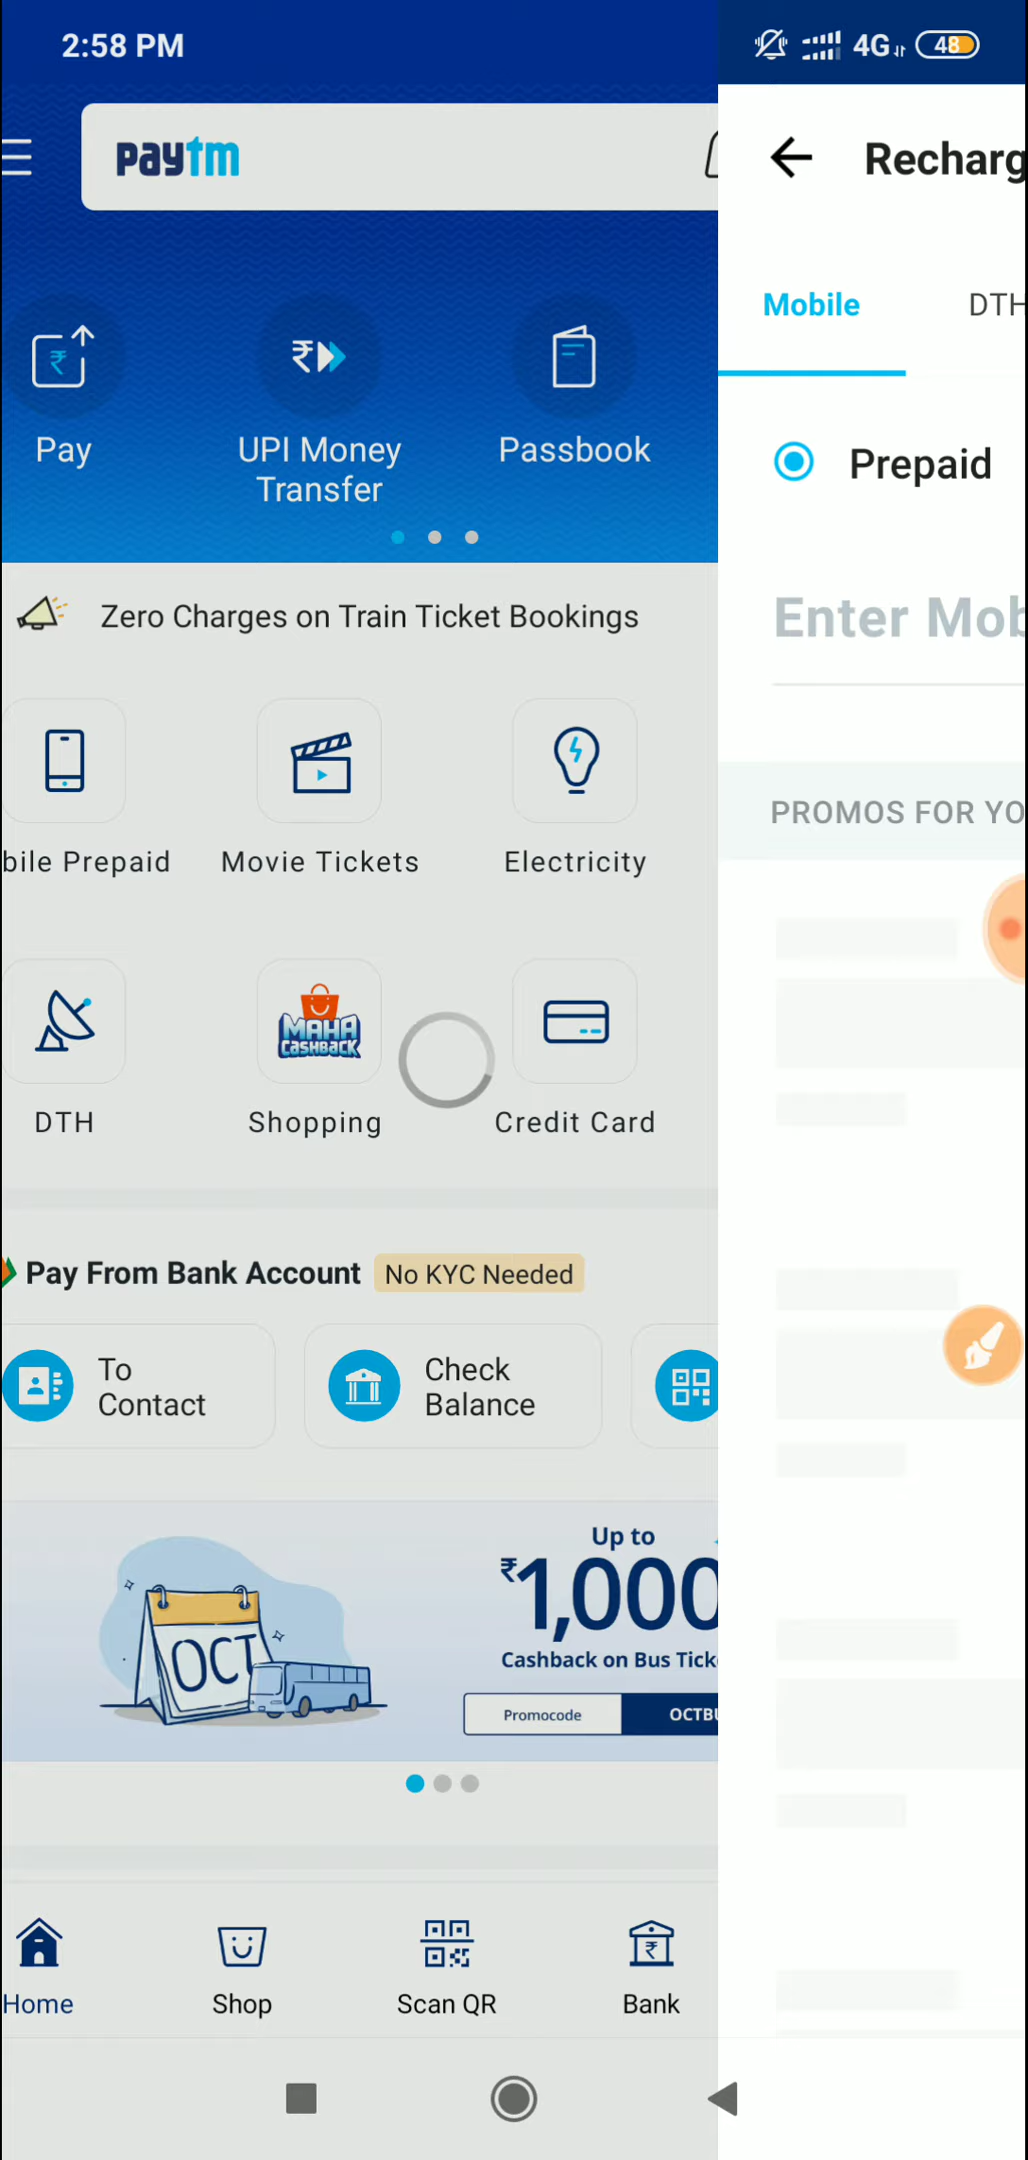 2:58 PM
4G
48
paytm
Recharg
Mobile
DTH
Pay
UPI Money
Transfer
Passbook
Prepaid
Zero Charges on Train Ticket Bookings
Enter Mob
bile Prepaid
Movie Tickets
Electricity
PROMOS FOR YO
MAHA
CASHBACK
DTH
Shopping
Credit Card
Pay From Bank Account
No KYC Needed
To
Contact
Check
Balance
Up to
₹1,000
Cashback on Bus Tick
OCT
Promocode
OCTBU
Home
Shop
Scan QR
Bank